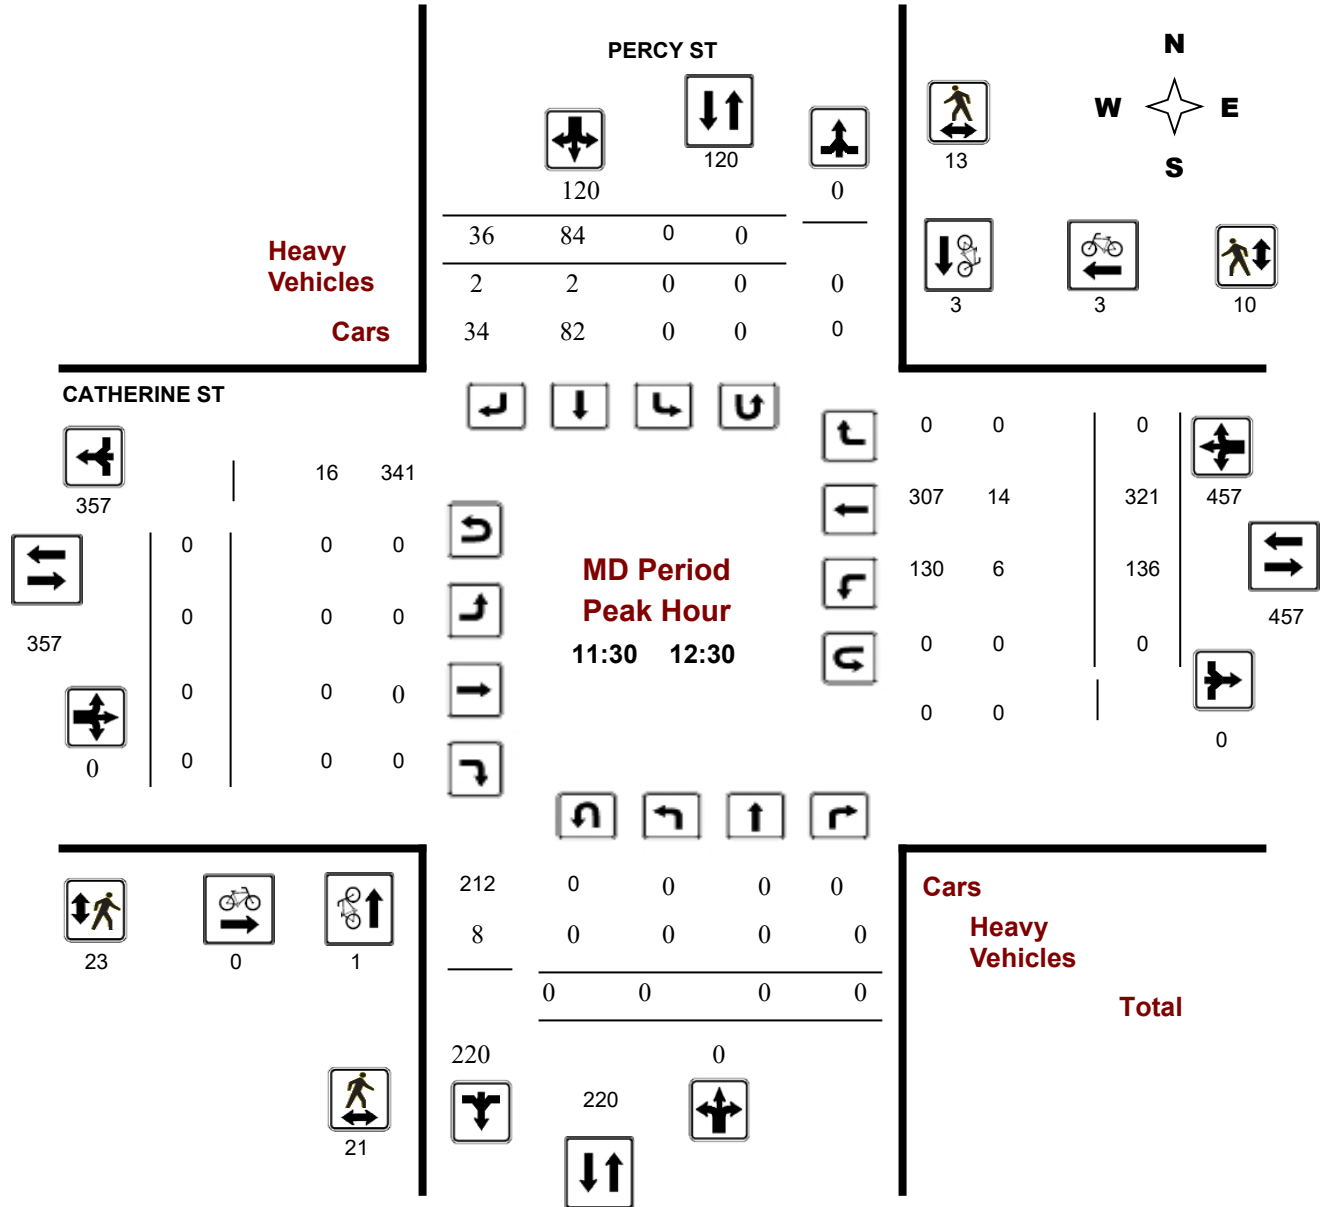 PERCY ST
N
W E
S
120
13
120 0
36 84 0 0
Heavy
Vehicles
2 2 0 0 0
3 3 10
Cars
34 82 0 0 0
CATHERINE ST
0 0 0
16 341
357
307 14 321 457
0 0 0
MD Period
130 6 136
Peak Hour
0 0 0
357
457
11:30 12:30
0 0 0
0 0 0
0 0
0
0 0 0
0
212 0 0 0 0
Cars
8 0 0 0 0
Heavy
Vehicles
23 0 1
0 0 0 0
Total
220 0
220
21